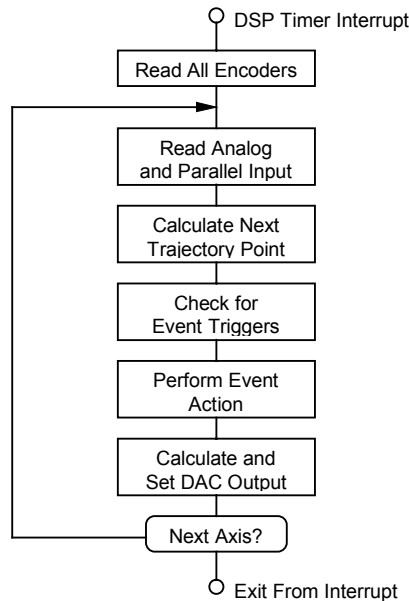 DSP Timer Interrupt
Read All Encoders
Read Analog
and Parallel Input
Calculate Next
Trajectory Point
Check for
Event Triggers
Perform Event
Action
Calculate and
Set DAC Output
Next Axis?
Exit From Interrupt